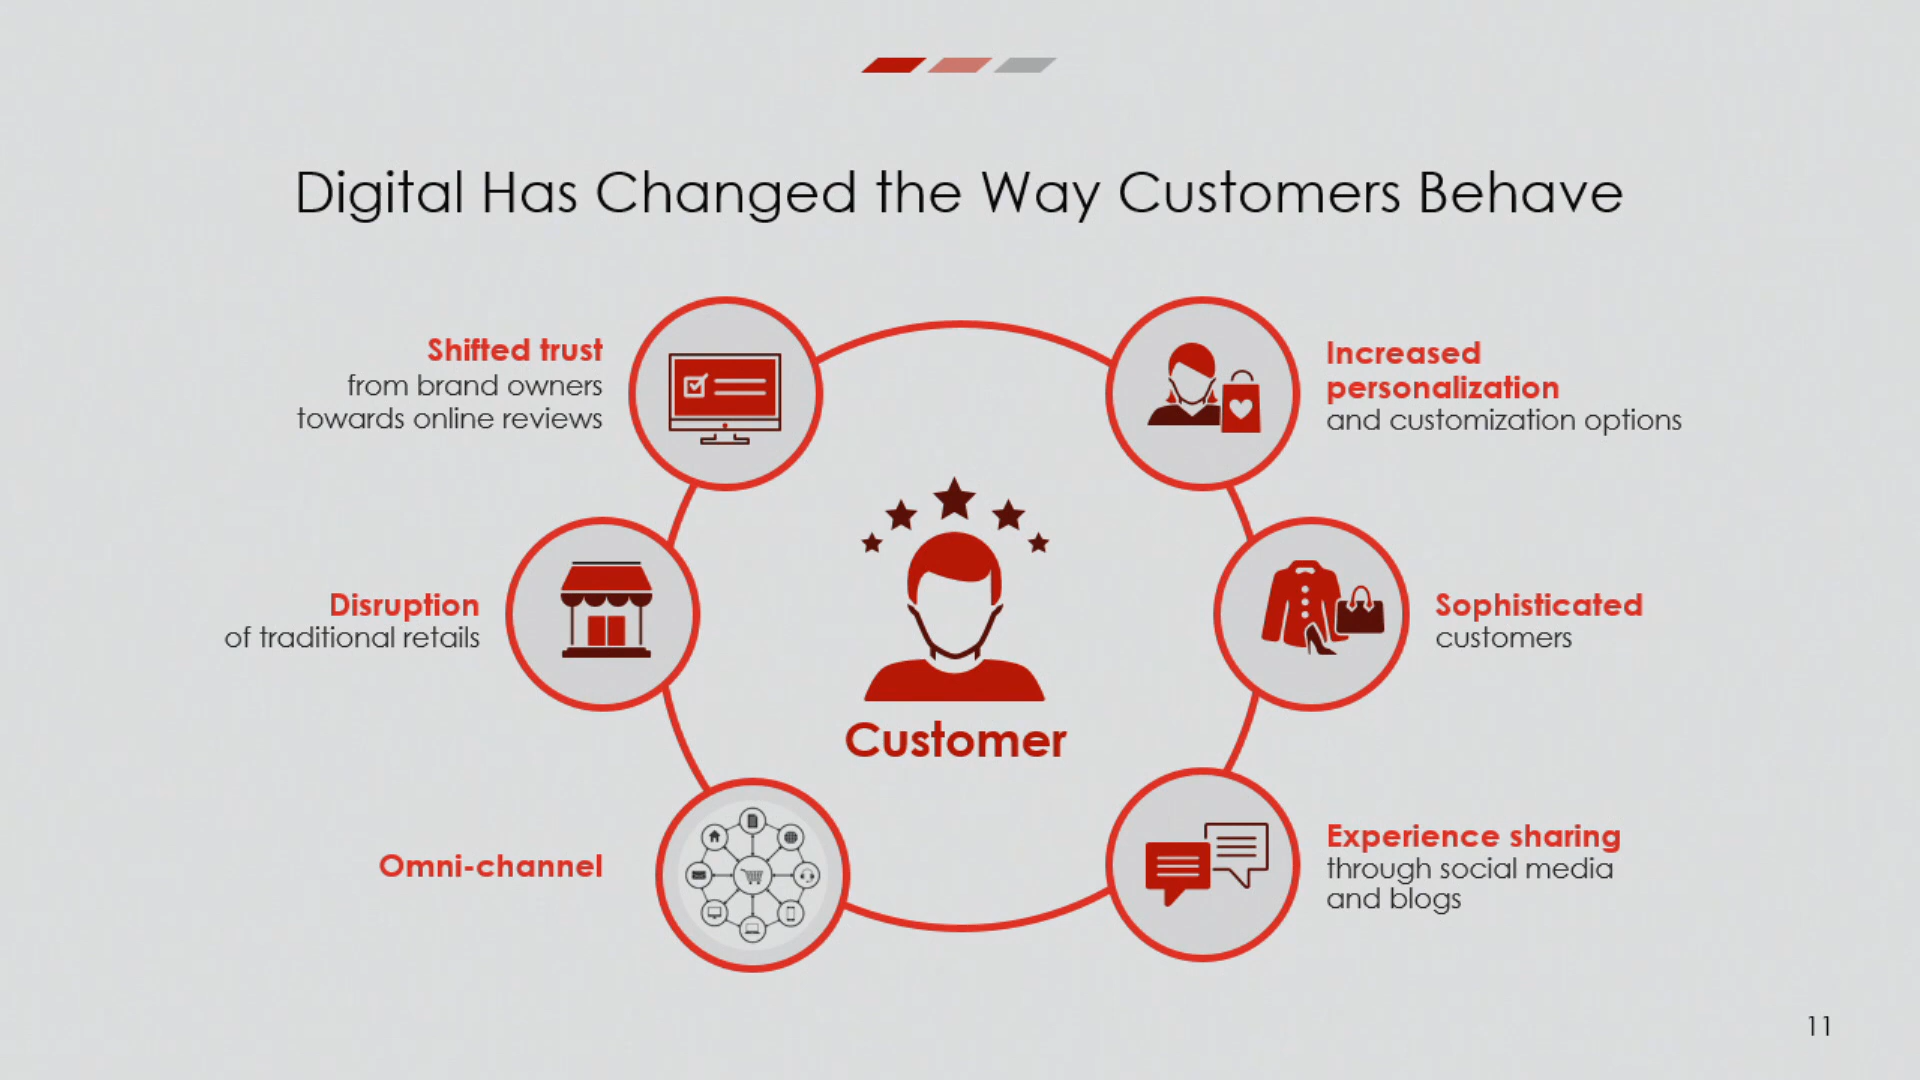 Digital Has Changed the Way Customers Behave
Shifted trust
from brand owners
towards online reviews
Increased
personalization
and customization options
Disruption
of traditional retails
Sophisticated
customers
Customer
Omni-channel
Experience sharing
through social media
and blogs
11